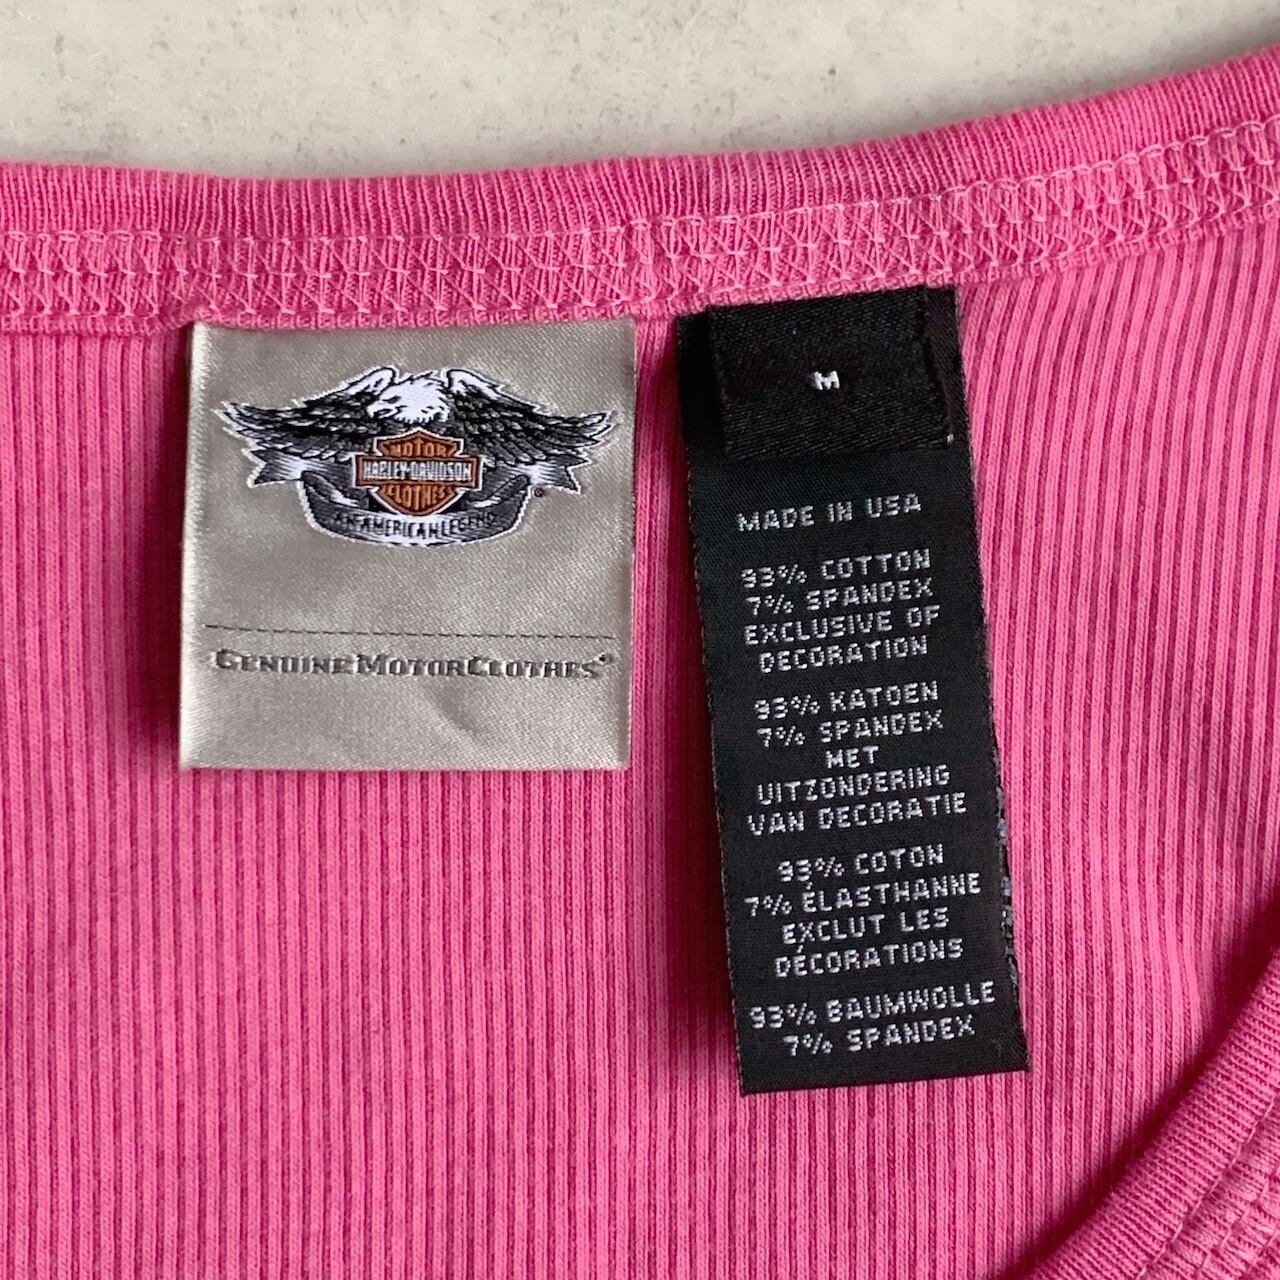 MOTOR
HARLEY-DAVIDSON
CLOTHES
AN AMERICAN LEGEND
®
GENUINE MOTORCLOTHES®
M
MADE IN USA
93% COTTON
7% SPANDEX
EXCLUSIVE OF
DECORATION
93% KATOEN
7% SPANDEX
MET
UITZONDERING
VAN DECORATIE
93% COTON
7% ÉLASTHANNE
EXCLUT LES
DÉCORATIONS
93% BAUMWOLLE
7% SPANDEX